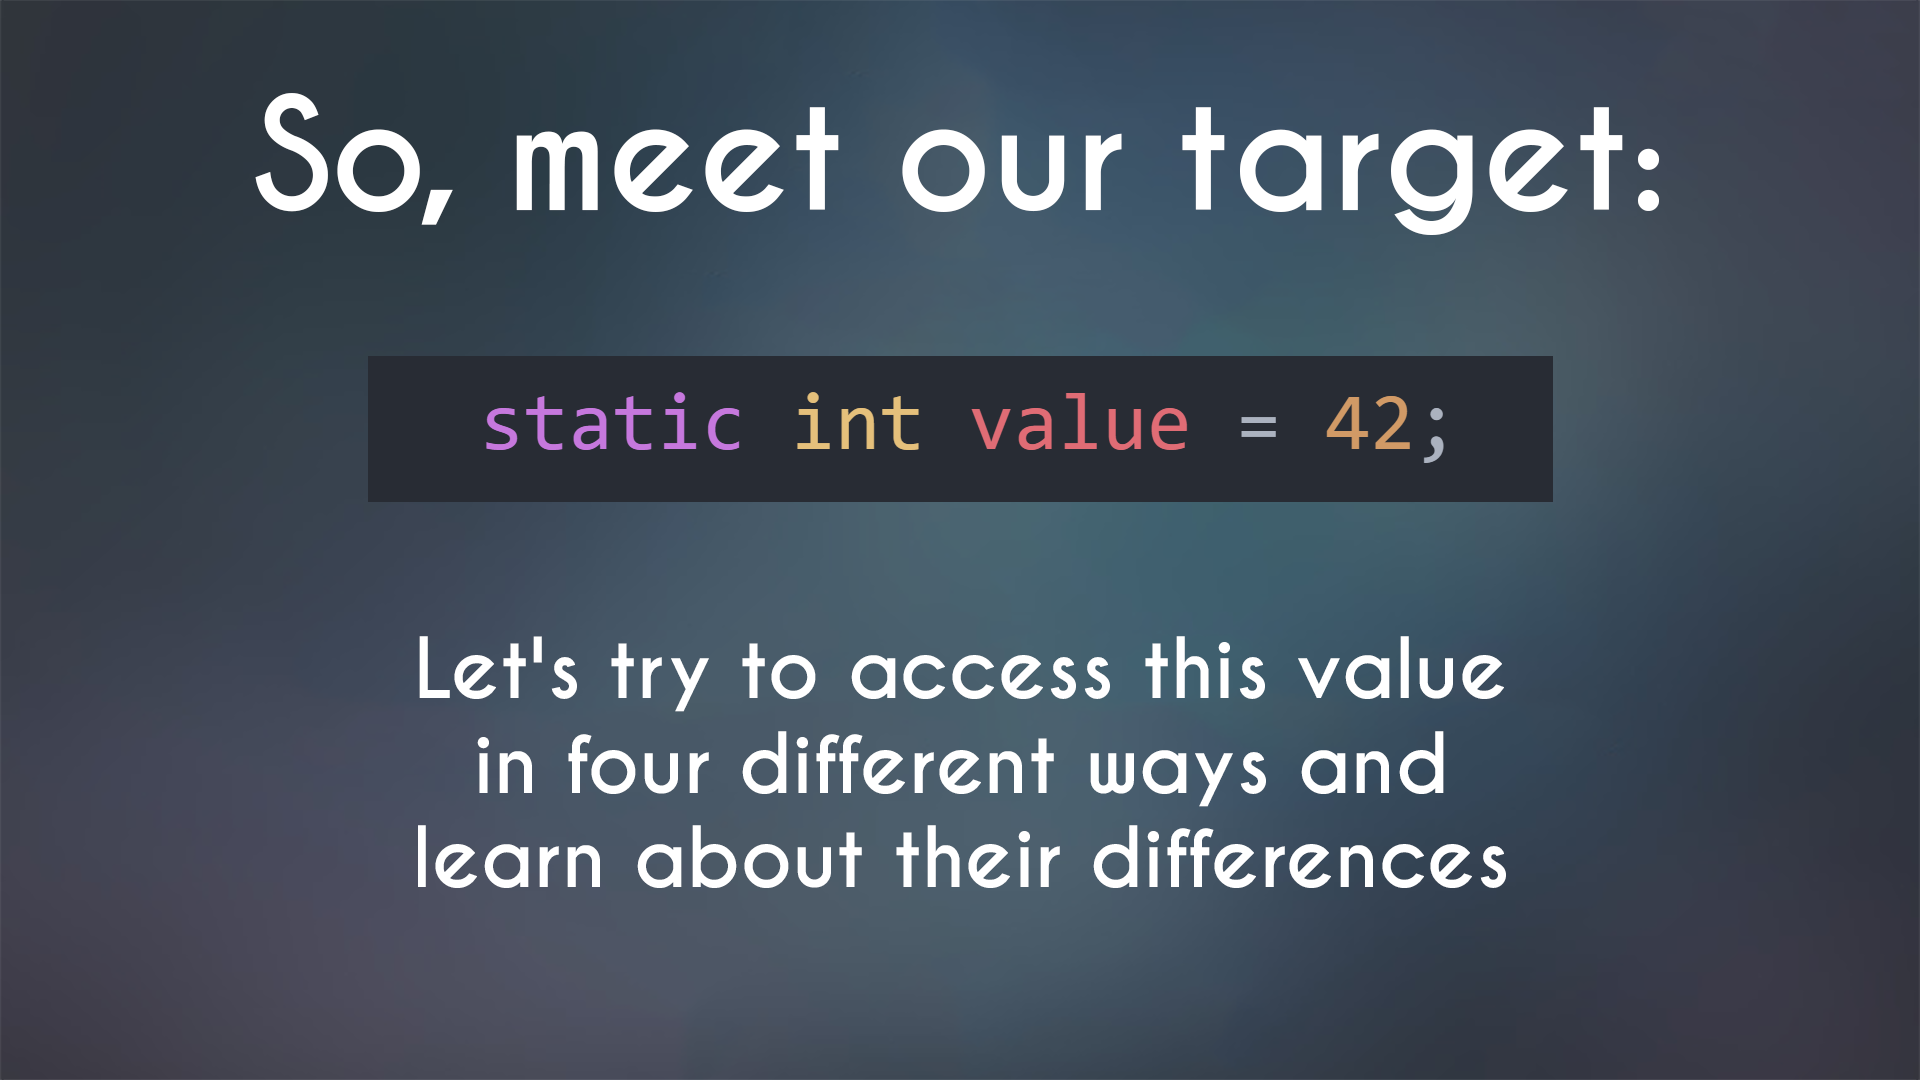 So, meet our target:
static int value = 42;
Let's try to access this value
in four different ways and
learn about their differences